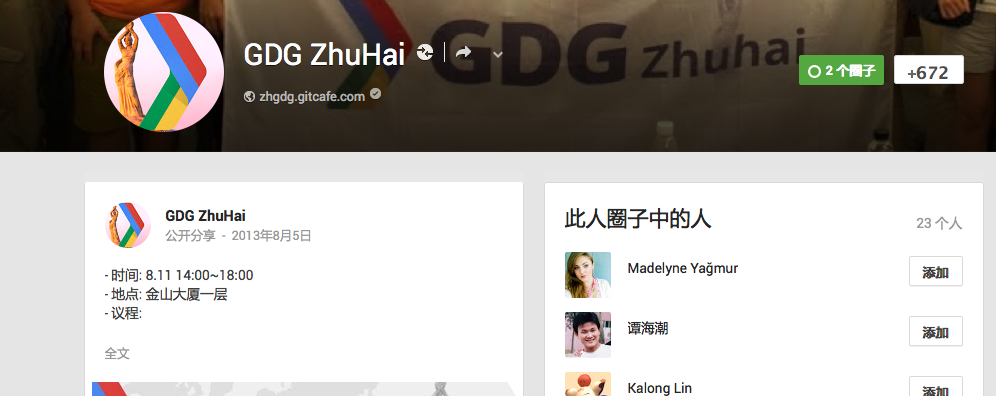 GDG Zhuhai
GDG ZhuHai
2 个圈子
+672
zhgdg.gitcafe.com
GDG ZhuHai
公开分享 - 2013年8月5日
- 时间: 8.11 14:00~18:00
- 地点: 金山大厦一层
- 议程:
全文
此人圈子中的人
23 个人
Madelyne Yağmur
添加
谭海潮
添加
Kalong Lin
添加